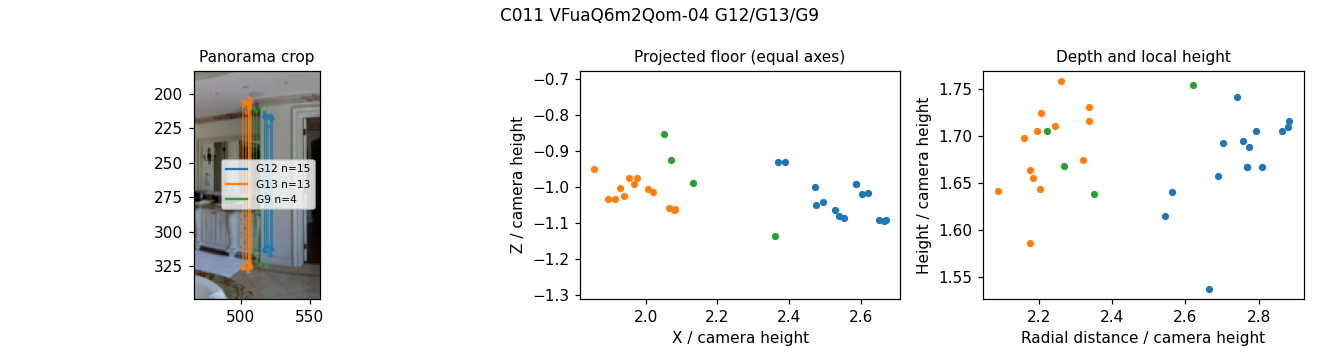 C011 VFuaQ6m2Qom-04 G12/G13/G9
Panorama crop
200
225
250
275
300
325
500
550
G12 n=15
G13 n=13
G9 n=4
Projected floor (equal axes)
Z / camera height
−0.7
−0.8
−0.9
−1.0
−1.1
−1.2
−1.3
2.0
2.2
2.4
2.6
X / camera height
Depth and local height
Height / camera height
1.75
1.70
1.65
1.60
1.55
2.2
2.4
2.6
2.8
Radial distance / camera height